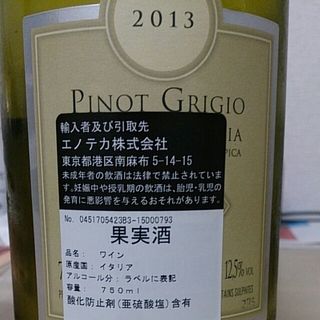 2013
PINOT GRIGIO
輸入者及び引取先
エノテカ株式会社
東京都港区南麻布 5-14-15
未成年者の飲酒は法律で禁止されています。妊娠中や授乳期の飲酒は、胎児・乳児の
発育に悪影響を与えるおそれがあります。
No. 0451705423B3-15D00793
果実酒
品名: ワイン
原産国: イタリア
アルコール分: ラベルに表記
容量: 750ml
酸化防止剤(亜硫酸塩)含有
12,5% VOL